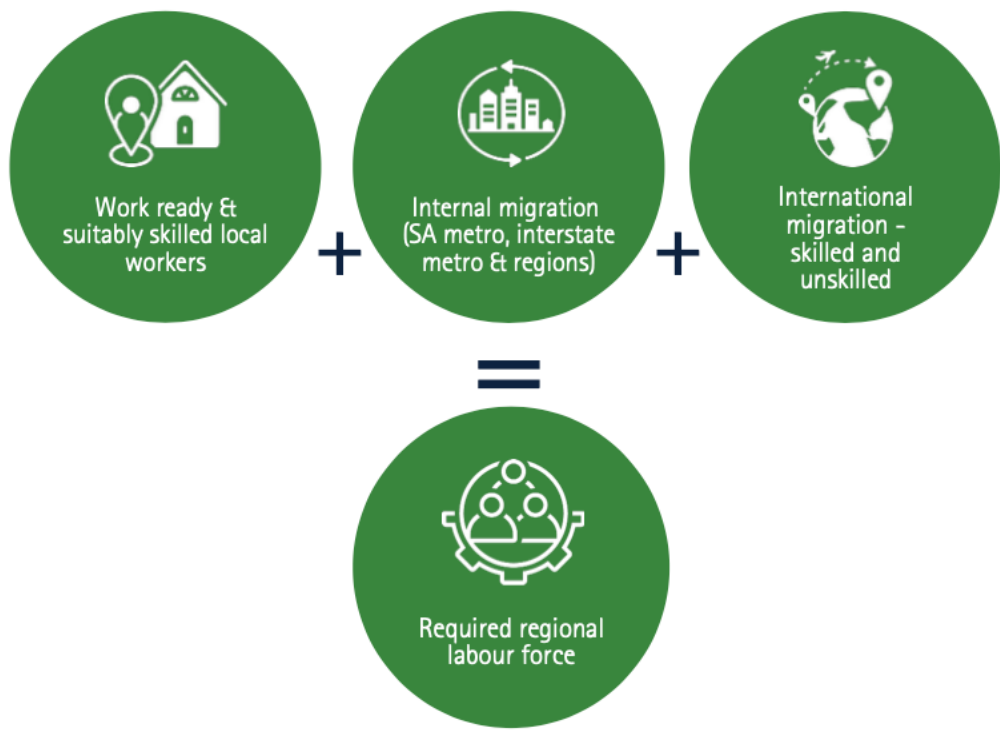 Work ready &
suitably skilled local
workers
+
Internal migration
(SA metro, interstate
metro & regions)
+
International
migration -
skilled and
unskilled
=
Required regional
labour force